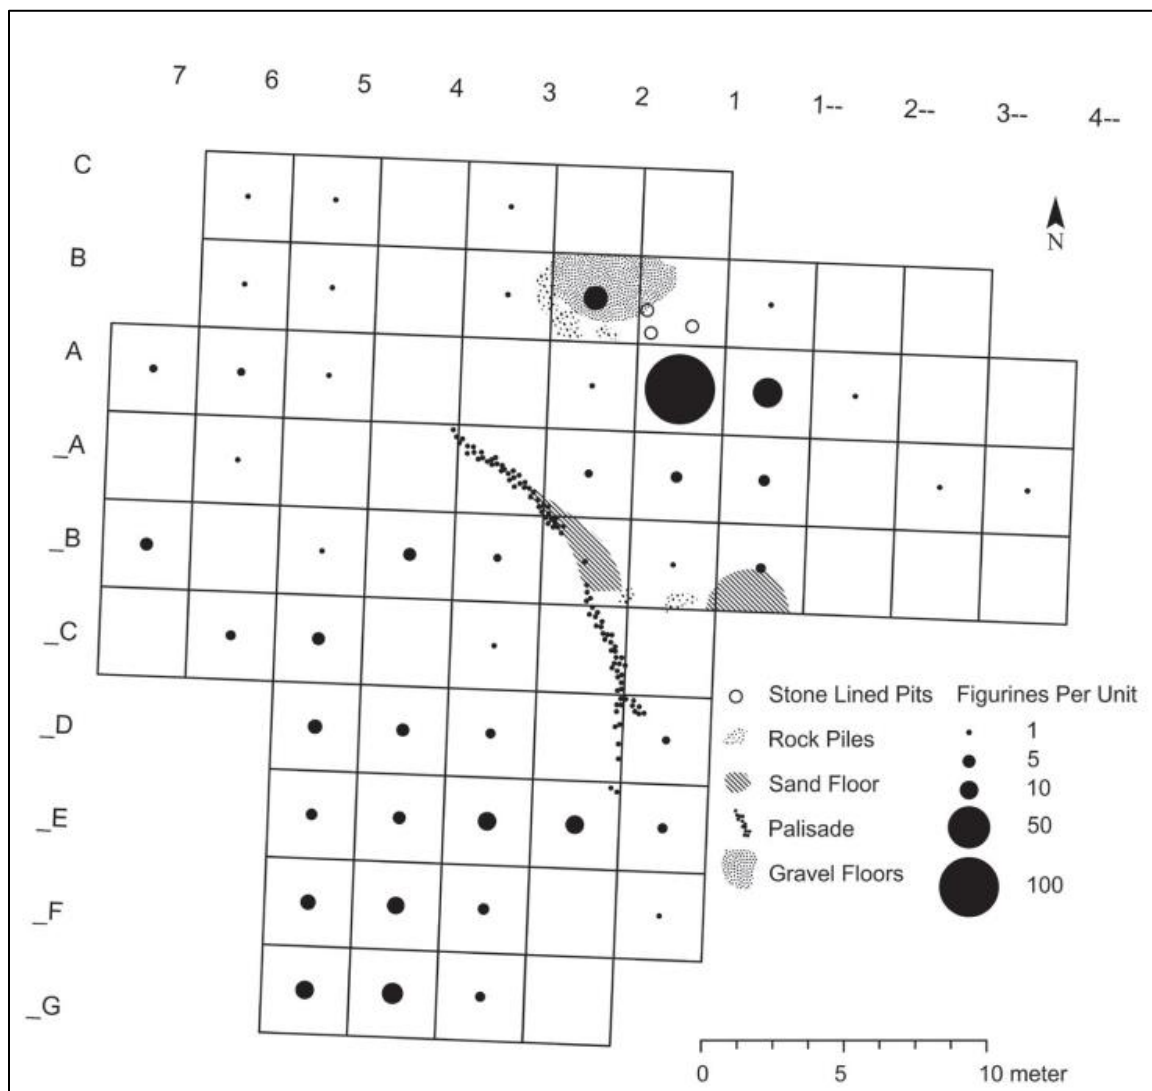 7 6 5 4 3 2 1 1-- 2-- 3-- 4--
C
B
A
_A
_B
_C
_D
_E
_F
_G
N
Stone Lined Pits
Rock Piles
Sand Floor
Palisade
Gravel Floors
Figurines Per Unit
1
5
10
50
100
0 5 10 meter